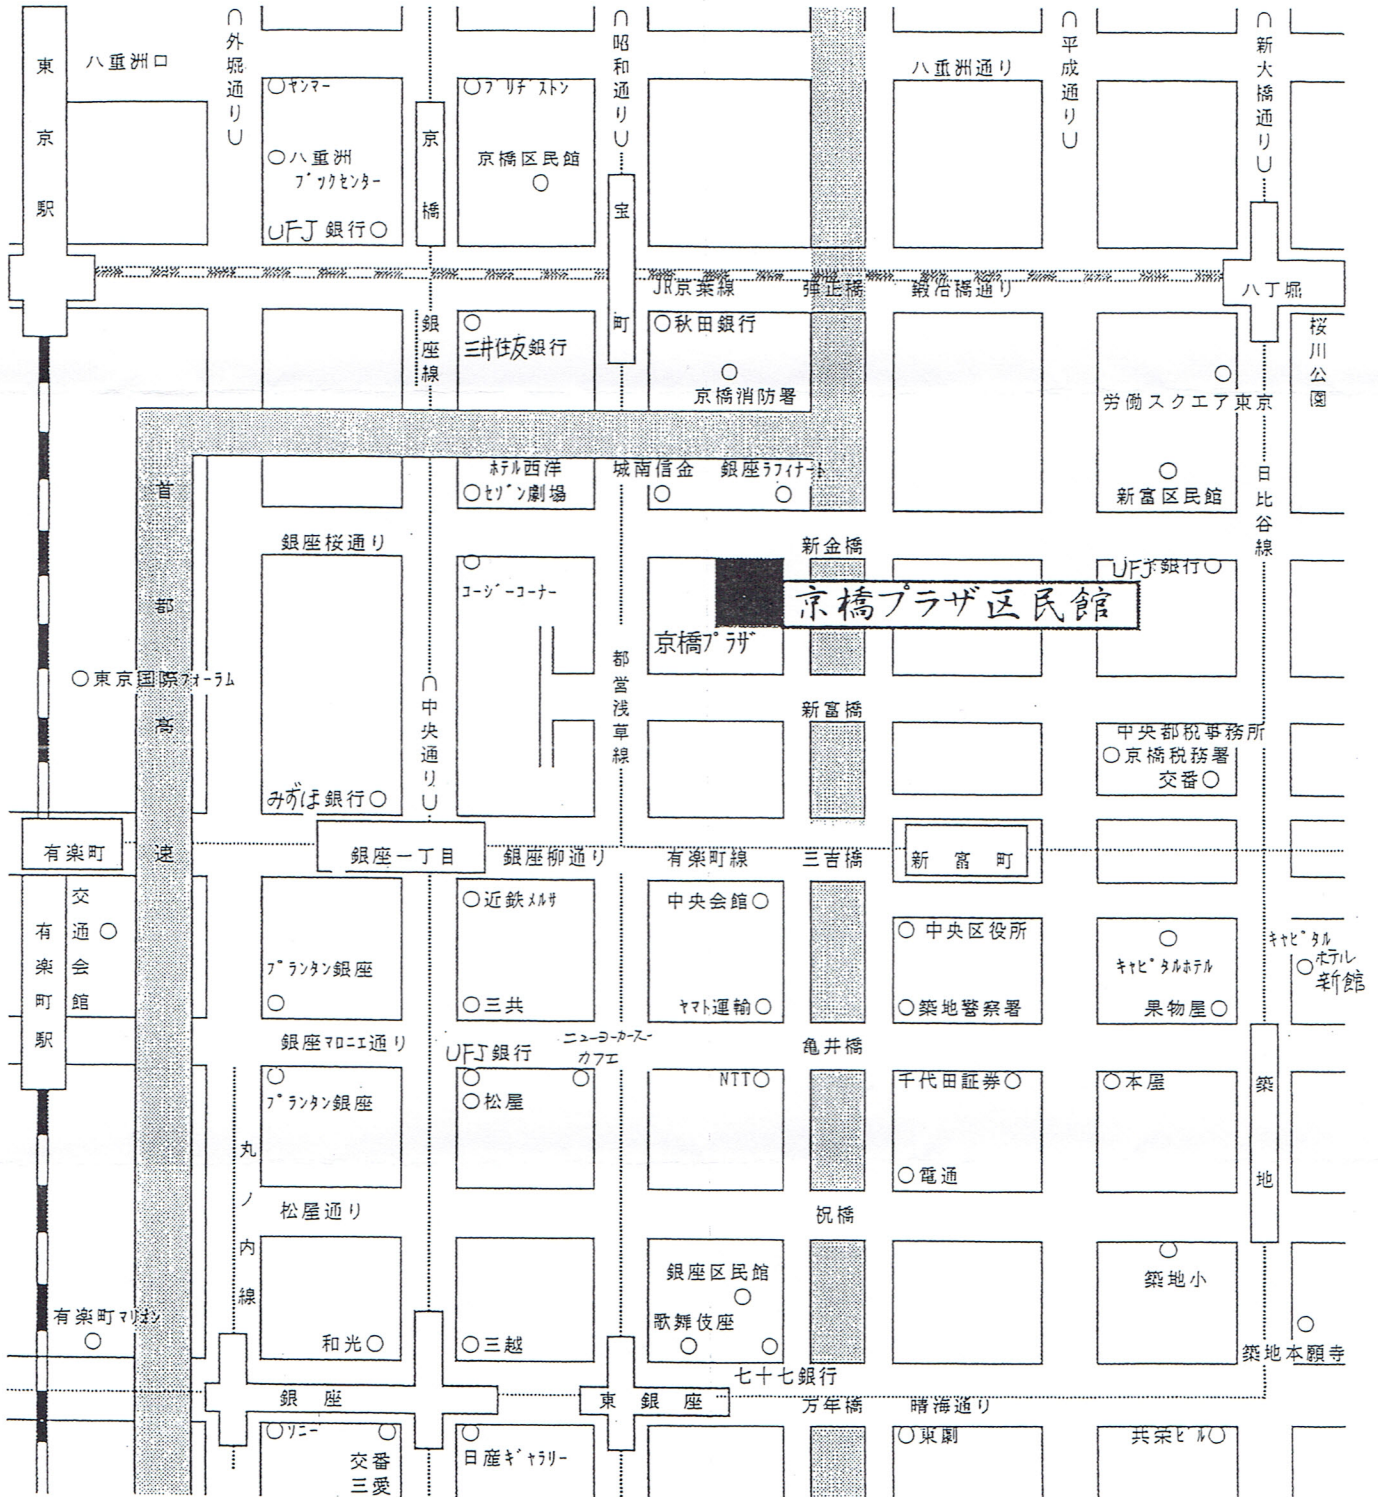 東京駅
八重洲口
外堀通り
ヤンマー
八重洲
ブックセンター
UFJ銀行
京橋
ブリヂストン
京橋区民館
昭和通り
宝町
八重洲通り
平成通り
新大橋通り
JR京葉線
弾正橋
鍛冶橋通り
八丁堀
銀座線
三井住友銀行
秋田銀行
京橋消防署
労働スクエア東京
桜川公園
首都高速
ホテル西洋
セゾン劇場
城南信金
銀座ラフィナート
新富区民館
日比谷線
銀座桜通り
コージーコーナー
新金橋
UFJ銀行
京橋プラザ区民館
京橋プラザ
東京国際フォーラム
中央通り
都営浅草線
新富橋
中央都税事務所
京橋税務署
交番
みずほ銀行
有楽町
銀座一丁目
銀座柳通り
有楽町線
三吉橋
新富町
交通会館
有楽町駅
近鉄メルサ
中央会館
中央区役所
キャピタルホテル
キャピタル
ホテル
新館
プランタン銀座
三共
ヤマト運輸
築地警察署
果物屋
銀座マロニエ通り
UFJ銀行
ニューヨーカーズ
カフェ
亀井橋
プランタン銀座
松屋
NTT
千代田証券
本屋
築地
丸ノ内線
電通
松屋通り
祝橋
銀座区民館
築地小
有楽町マリオン
和光
三越
歌舞伎座
築地本願寺
七十七銀行
銀座
東銀座
万年橋
晴海通り
ソニー
交番
三愛
日産ギャラリー
東劇
共栄ビル